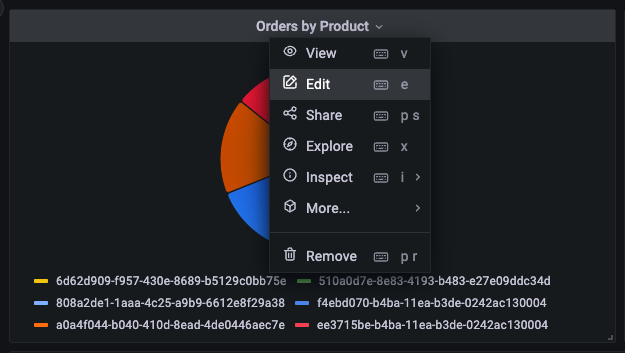 Orders by Product
View v
Edit e
Share p s
Explore x
Inspect i
More...
Remove p r
6d62d909-f957-430e-8689-b5129c0bb75e 510a0d7e-8e83-4193-b483-e27e09ddc34d
808a2de1-1aaa-4c25-a9b9-6612e8f29a38 f4ebd070-b4ba-11ea-b3de-0242ac130004
a0a4f044-b040-410d-8ead-4de0446aec7e ee3715be-b4ba-11ea-b3de-0242ac130004